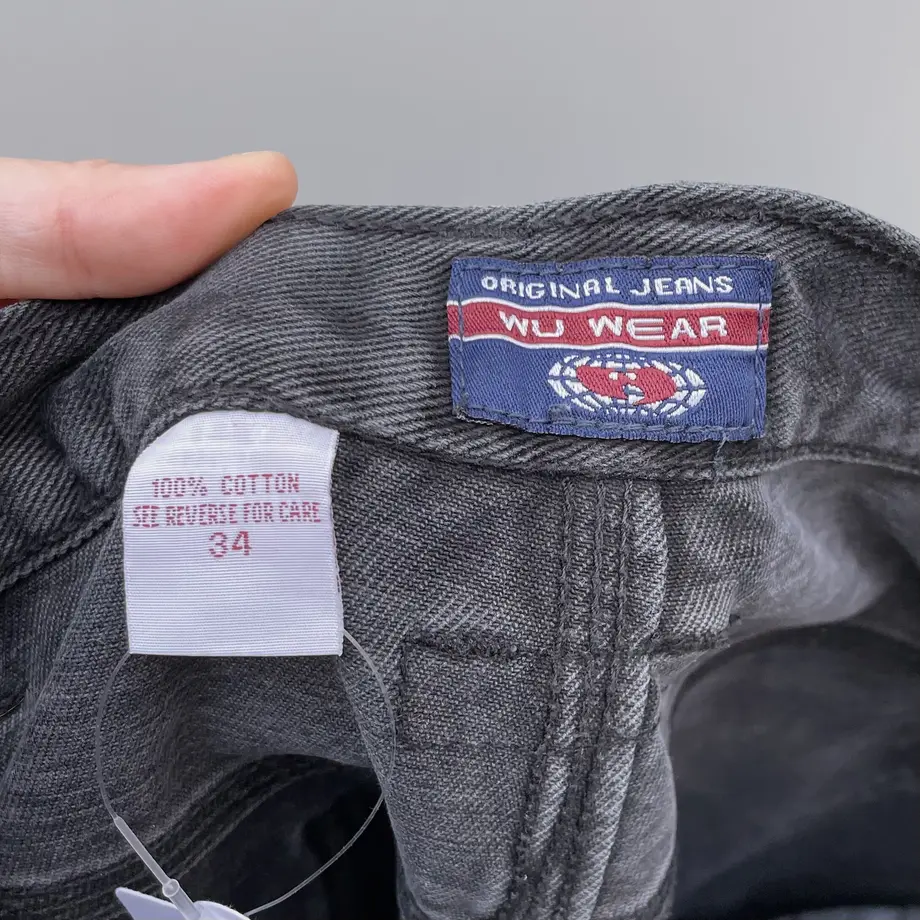 ORIGINAL JEANS
WU WEAR
100% COTTON
SEE REVERSE FOR CARE
34